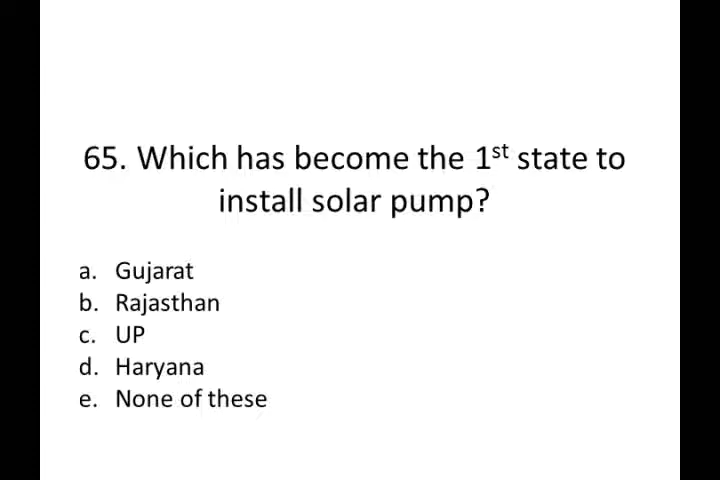 65. Which has become the 1st state to
install solar pump?
a. Gujarat
b. Rajasthan
c. UP
d. Haryana
e. None of these